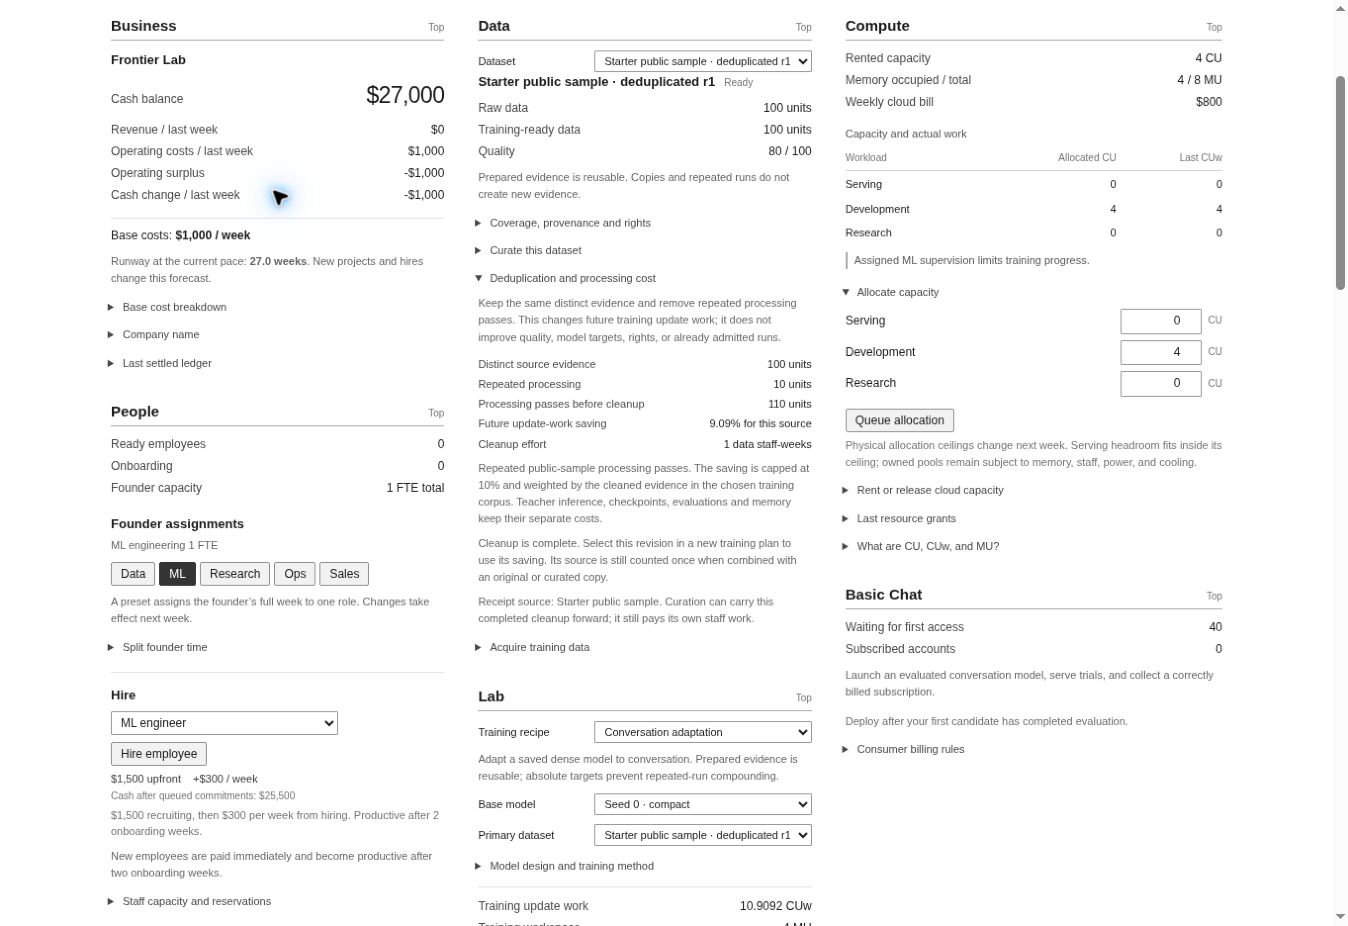 Business
Top
Frontier Lab
Cash balance
$27,000
Revenue / last week
$0
Operating costs / last week
$1,000
Operating surplus
-$1,000
Cash change / last week
-$1,000
Base costs: $1,000 / week
Runway at the current pace: 27.0 weeks. New projects and hires
change this forecast.
Base cost breakdown
Company name
Last settled ledger
People
Top
Ready employees
0
Onboarding
0
Founder capacity
1 FTE total
Founder assignments
ML engineering 1 FTE
Data
ML
Research
Ops
Sales
A preset assigns the founder's full week to one role. Changes take
effect next week.
Split founder time
Hire
ML engineer
Hire employee
$1,500 upfront +$300 / week
Cash after queued commitments: $25,500
$1,500 recruiting, then $300 per week from hiring. Productive after 2
onboarding weeks.
New employees are paid immediately and become productive after
two onboarding weeks.
Staff capacity and reservations
Data
Top
Dataset
Starter public sample · deduplicated r1
Starter public sample · deduplicated r1 Ready
Raw data
100 units
Training-ready data
100 units
Quality
80 / 100
Prepared evidence is reusable. Copies and repeated runs do not
create new evidence.
Coverage, provenance and rights
Curate this dataset
Deduplication and processing cost
Keep the same distinct evidence and remove repeated processing
passes. This changes future training update work; it does not
improve quality, model targets, rights, or already admitted runs.
Distinct source evidence
100 units
Repeated processing
10 units
Processing passes before cleanup
110 units
Future update-work saving
9.09% for this source
Cleanup effort
1 data staff-weeks
Repeated public-sample processing passes. The saving is capped at
10% and weighted by the cleaned evidence in the chosen training
corpus. Teacher inference, checkpoints, evaluations and memory
keep their separate costs.
Cleanup is complete. Select this revision in a new training plan to
use its saving. Its source is still counted once when combined with
an original or curated copy.
Receipt source: Starter public sample. Curation can carry this
completed cleanup forward; it still pays its own staff work.
Acquire training data
Lab
Top
Training recipe
Conversation adaptation
Adapt a saved dense model to conversation. Prepared evidence is
reusable; absolute targets prevent repeated-run compounding.
Base model
Seed 0 · compact
Primary dataset
Starter public sample · deduplicated r1
Model design and training method
Training update work
10.9092 CUw
Compute
Top
Rented capacity
4 CU
Memory occupied / total
4 / 8 MU
Weekly cloud bill
$800
Capacity and actual work
Workload
Allocated CU
Last CUw
Serving
0
0
Development
4
4
Research
0
0
Assigned ML supervision limits training progress.
Allocate capacity
Serving
0
CU
Development
4
CU
Research
0
CU
Queue allocation
Physical allocation ceilings change next week. Serving headroom fits inside its
ceiling; owned pools remain subject to memory, staff, power, and cooling.
Rent or release cloud capacity
Last resource grants
What are CU, CUw, and MU?
Basic Chat
Top
Waiting for first access
40
Subscribed accounts
0
Launch an evaluated conversation model, serve trials, and collect a correctly
billed subscription.
Deploy after your first candidate has completed evaluation.
Consumer billing rules